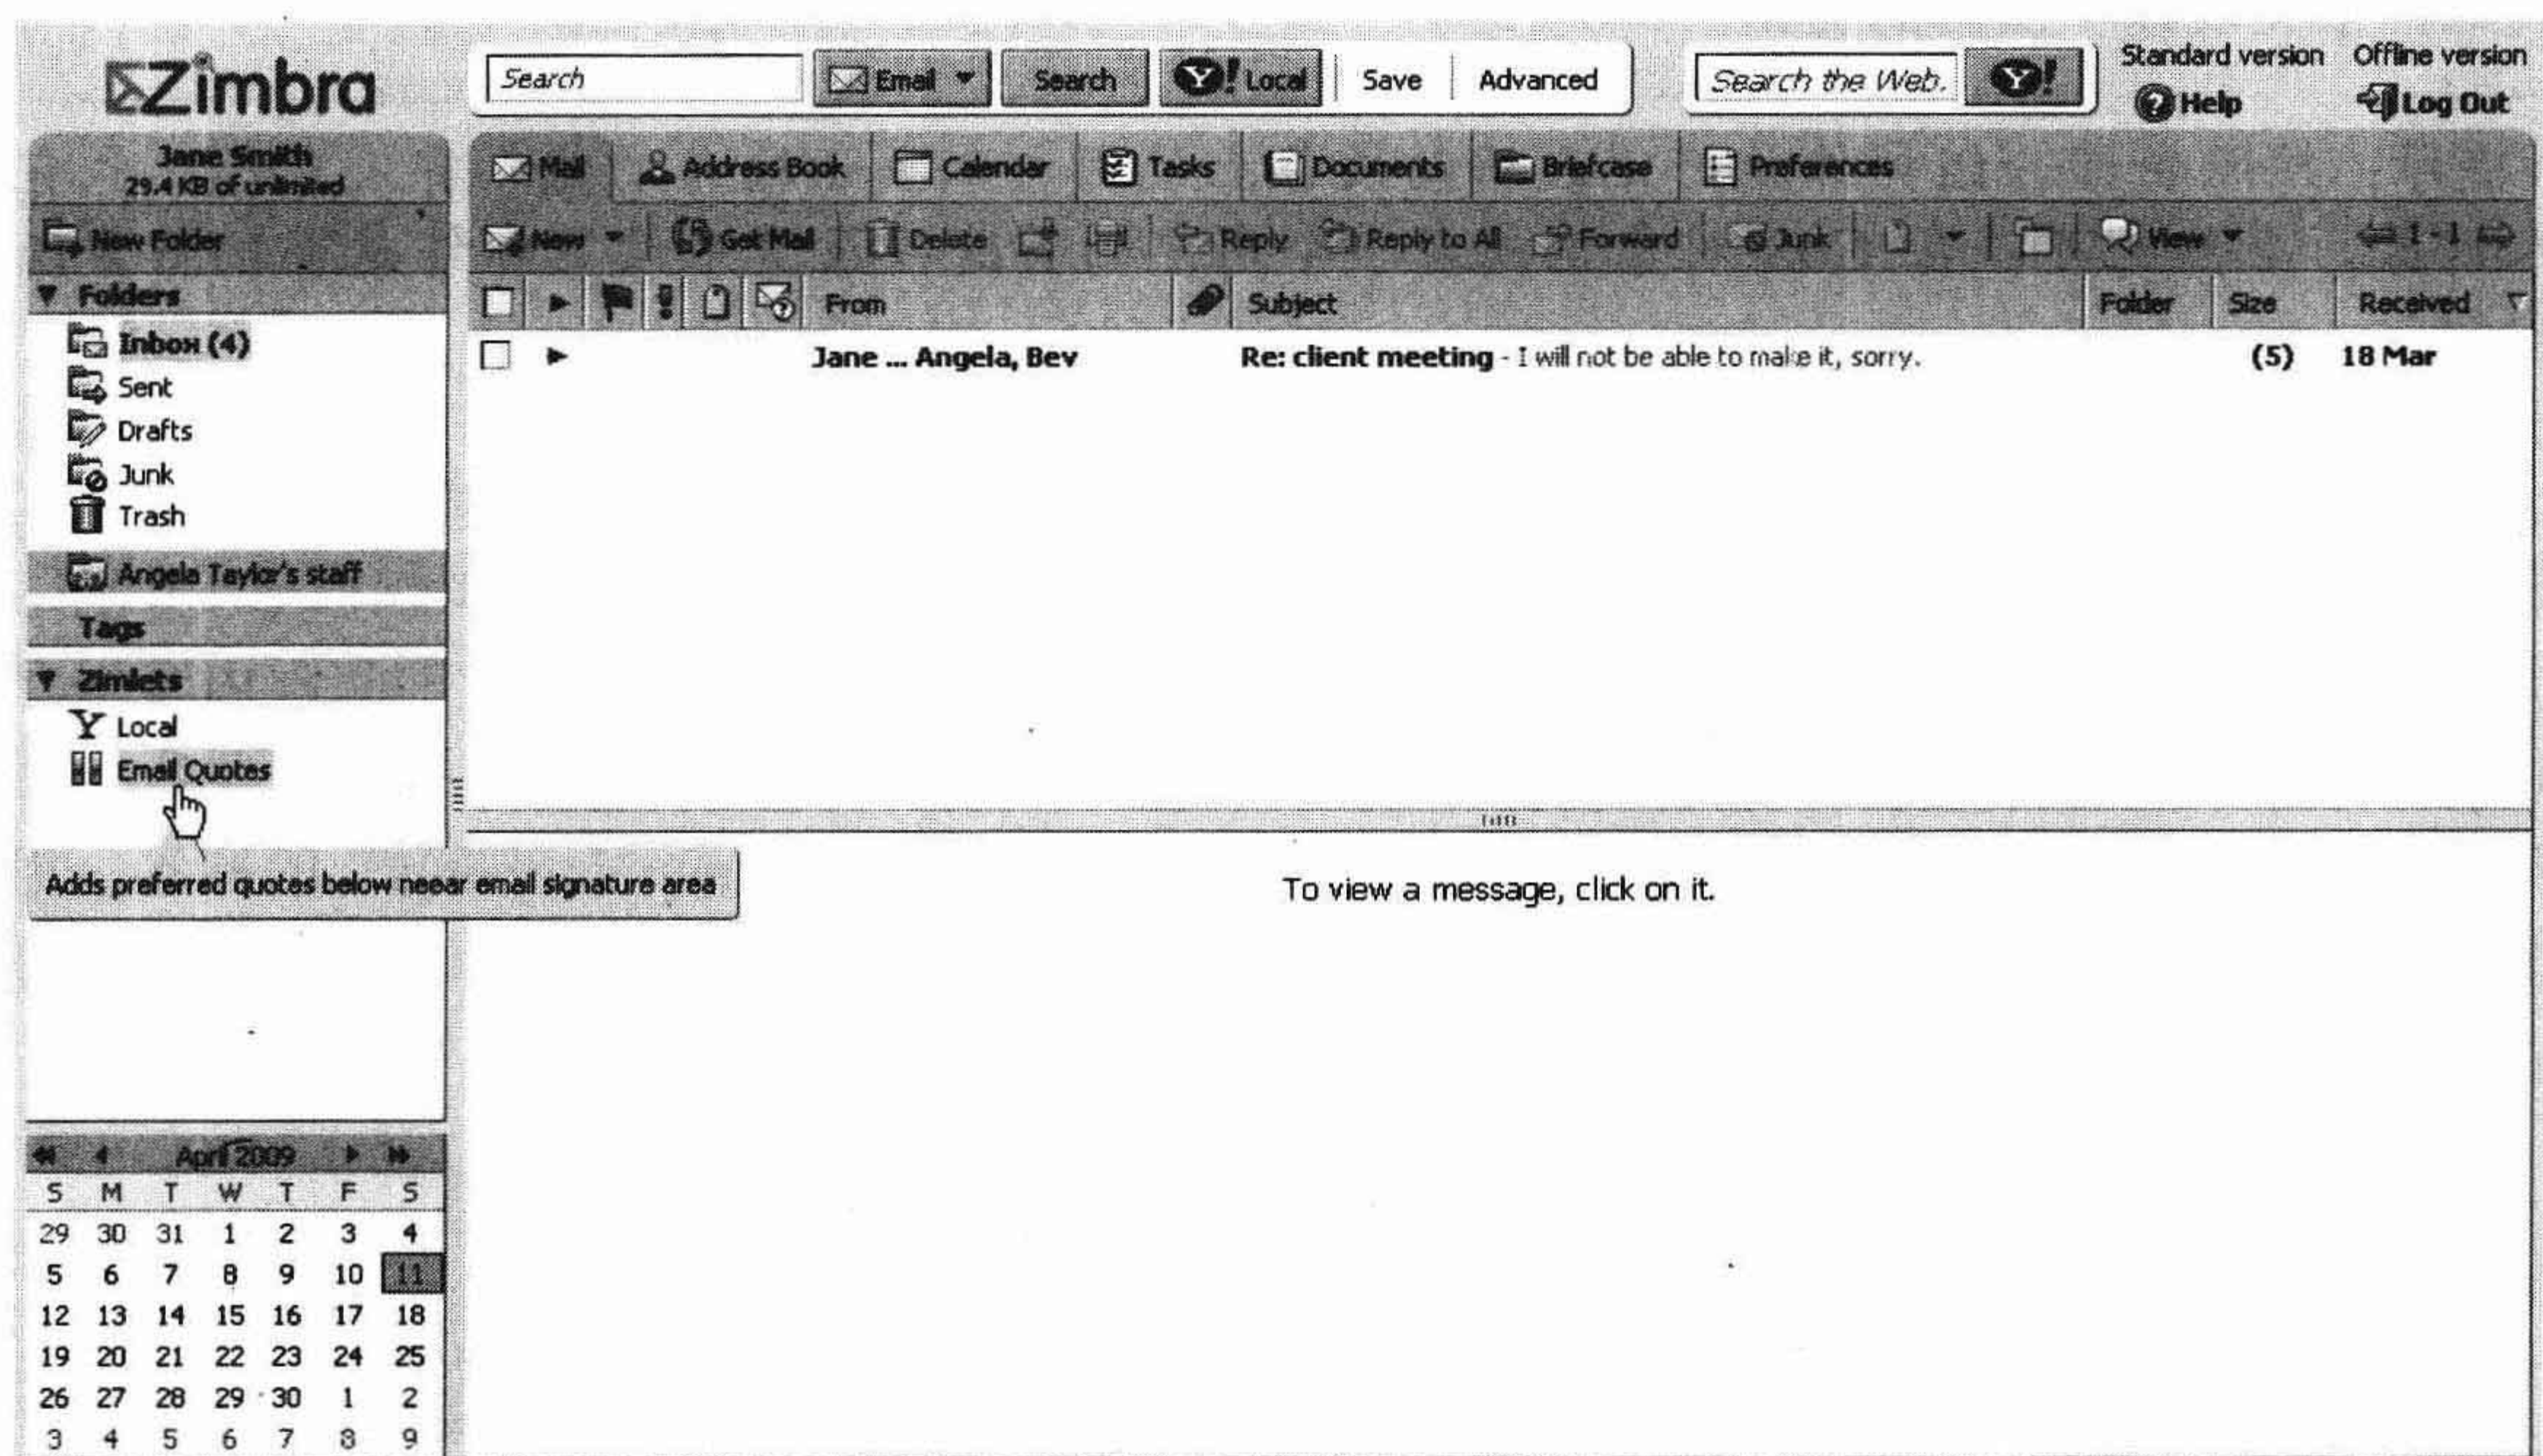 Zimbra
Search Email Search Y! Local Save Advanced
Search the Web. Y!
Standard version Offline version
Help Log Out
Jane Smith
29.4 KB of unlimited
Mail Address Book Calendar Tasks Documents Briefcase Preferences
New Folder
New Get Mail Delete Reply Reply to All Forward Junk View 1 - 1
Folders
From Subject Folder Size Received
Inbox (4)
Jane ... Angela, Bev Re: client meeting - I will not be able to make it, sorry. (5) 18 Mar
Sent
Drafts
Junk
Trash
Angela Taylor's staff
Tags
Zimlets
Y Local
Email Quotes
Adds preferred quotes below neear email signature area
To view a message, click on it.
April 2009
S M T W T F S
29 30 31 1 2 3 4
5 6 7 8 9 10 11
12 13 14 15 16 17 18
19 20 21 22 23 24 25
26 27 28 29 30 1 2
3 4 5 6 7 8 9